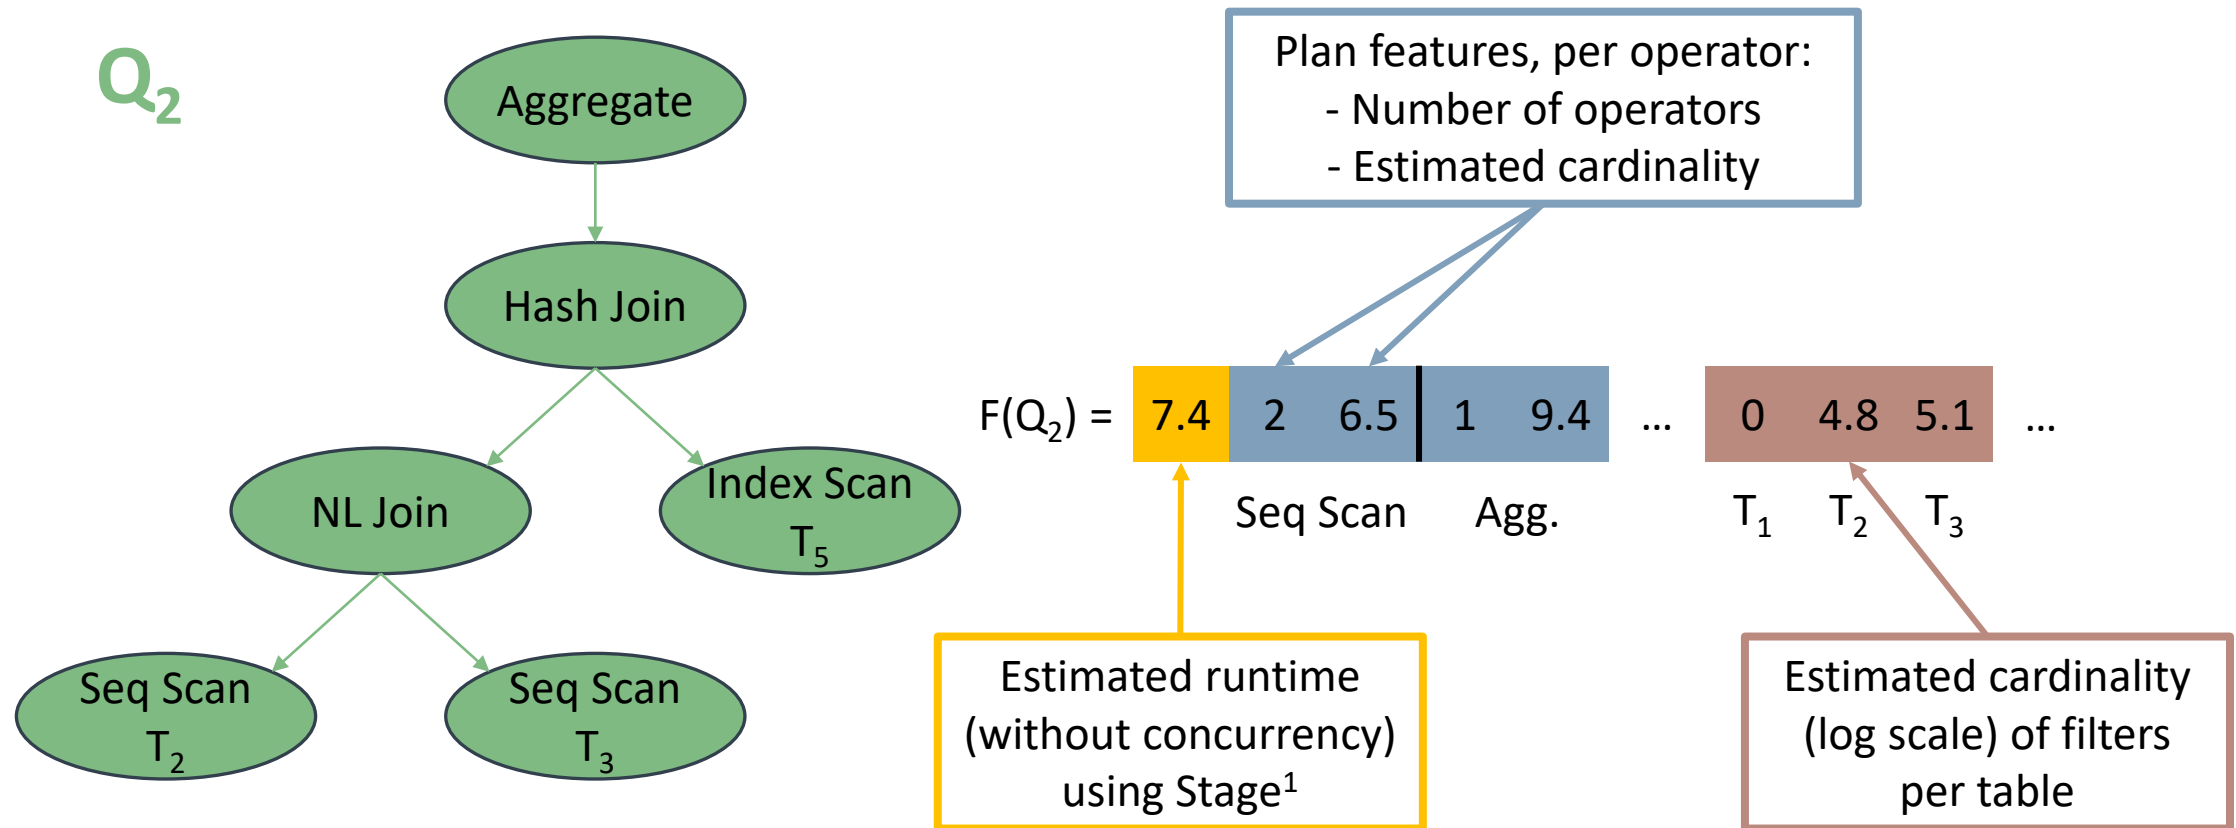 Q2
Aggregate
Hash Join
NL Join
Index Scan
T5
Seq Scan
T2
Seq Scan
T3
Plan features, per operator:
- Number of operators
- Estimated cardinality
F(Q2) = 7.4 2 6.5 1 9.4 ... 0 4.8 5.1 ...
Seq Scan Agg. T1 T2 T3
Estimated runtime
(without concurrency)
using Stage1
Estimated cardinality
(log scale) of filters
per table